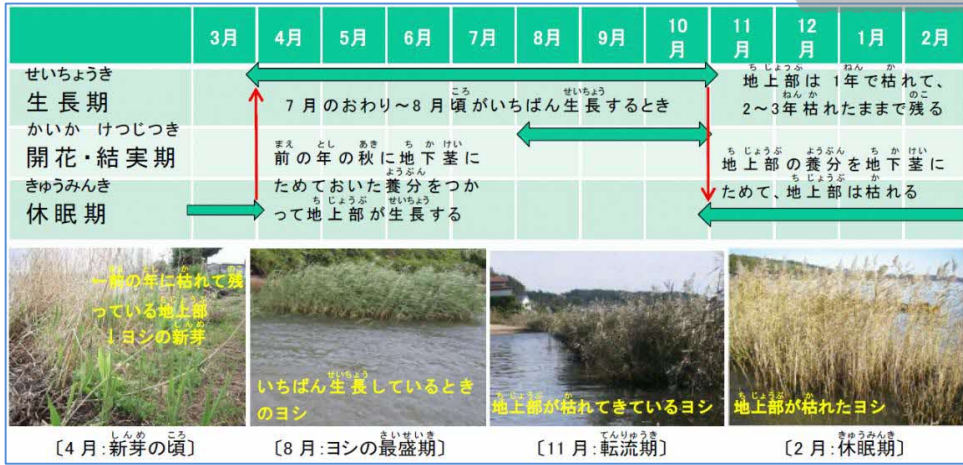 3月 4月 5月 6月 7月 8月 9月 10月 11月 12月 1月 2月
せいちょうき
生長期
7月のおわり～8月頃がいちばん生長するとき
ころ せいちょう
ち じょうぶ ねん か
地上部は 1年で枯れて、
ねん か のこ
2～3年枯れたままで残る
かいか けつじつき
開花・結実期
まえ とし あき ち か けい
前の年の秋に地下茎に
ようぶん
ためておいた養分をつか
ち じょうぶ せいちょう
って地上部が生長する
ち じょうぶ ようぶん ち か けい
地上部の養分を地下茎に
ち じょうぶ か
ためて、地上部は枯れる
きゅうみんき
休眠期
←前の年に枯れて残
っている地上部
↓ヨシの新芽
しんめ
せいちょう
いちばん生長しているとき
のヨシ
ち じょうぶ か
地上部が枯れてきているヨシ
ち じょうぶ か
地上部が枯れたヨシ
しんめ ころ
〔4月:新芽の頃〕
さいせいき
〔8月:ヨシの最盛期〕
てんりゅうき
〔11月:転流期〕
きゅうみんき
〔2月:休眠期〕